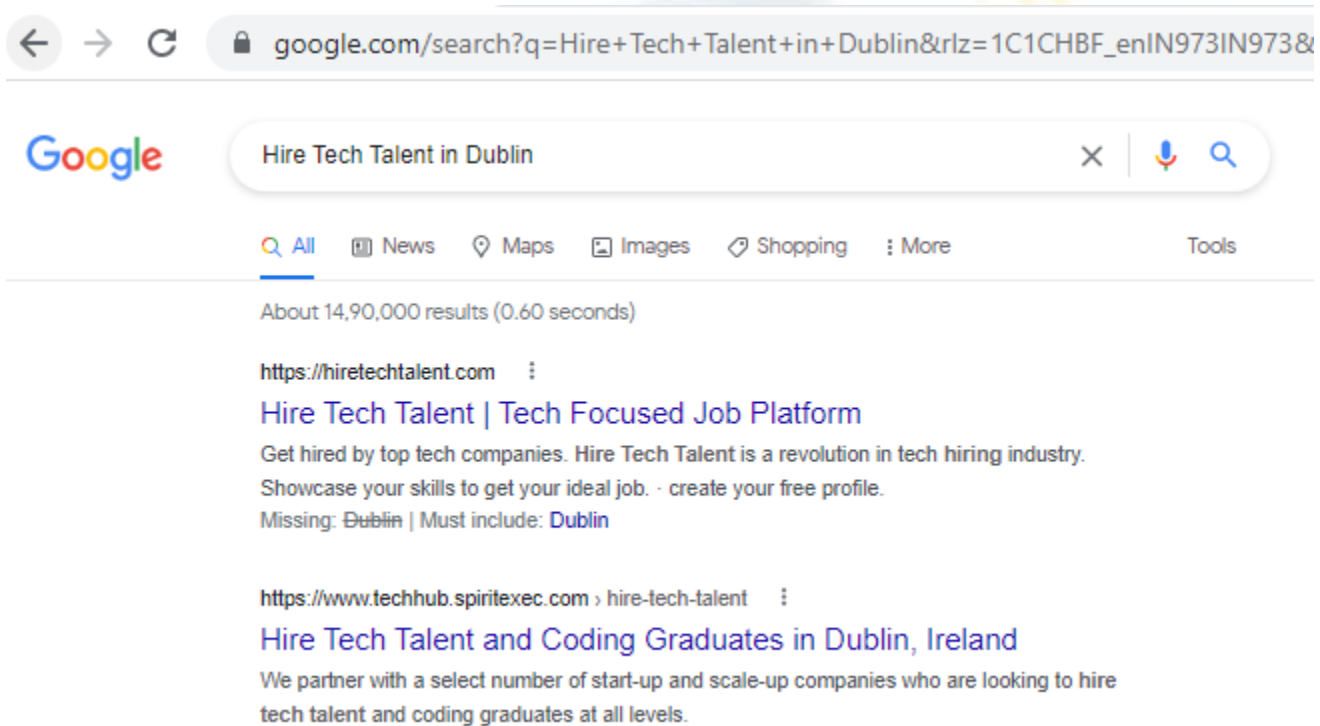 google.com/search?q=Hire+Tech+Talent+in+Dublin&rlz=1C1CHBF_enIN973IN973&
Google
Hire Tech Talent in Dublin
All News Maps Images Shopping More Tools
About 14,90,000 results (0.60 seconds)
https://hiretechtalent.com
Hire Tech Talent | Tech Focused Job Platform
Get hired by top tech companies. Hire Tech Talent is a revolution in tech hiring industry.
Showcase your skills to get your ideal job. · create your free profile.
Missing: Dublin | Must include: Dublin
https://www.techhub.spiritexec.com › hire-tech-talent
Hire Tech Talent and Coding Graduates in Dublin, Ireland
We partner with a select number of start-up and scale-up companies who are looking to hire
tech talent and coding graduates at all levels.